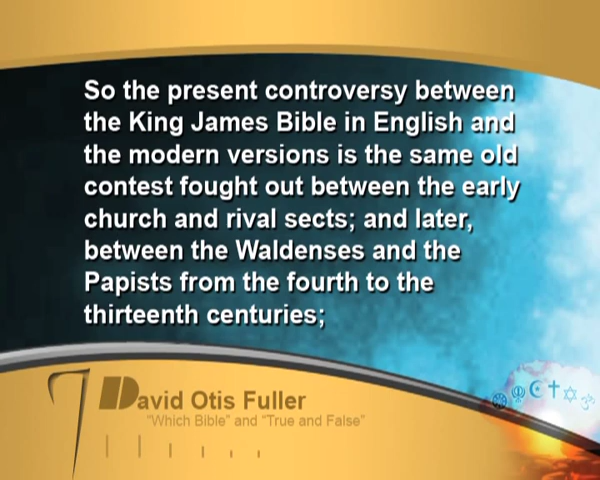 So the present controversy between
the King James Bible in English and
the modern versions is the same old
contest fought out between the early
church and rival sects; and later,
between the Waldenses and the
Papists from the fourth to the
thirteenth centuries;
David Otis Fuller
"Which Bible" and "True and False"